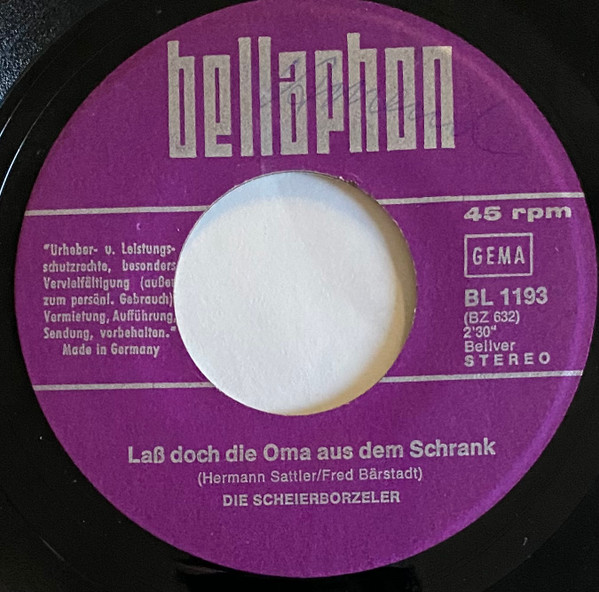 bellaphon
45 rpm
"Urheber- u. Leistungs-
schutzrechte, besonders
Vervielfältigung (außer
zum persönl. Gebrauch)
Vermietung, Aufführung,
Sendung, vorbehalten."
Made in Germany
GEMA
BL 1193
(BZ 632)
2'30"
Bellver
STEREO
Laß doch die Oma aus dem Schrank
(Hermann Sattler/Fred Bärstadt)
DIE SCHEIERBORZELER